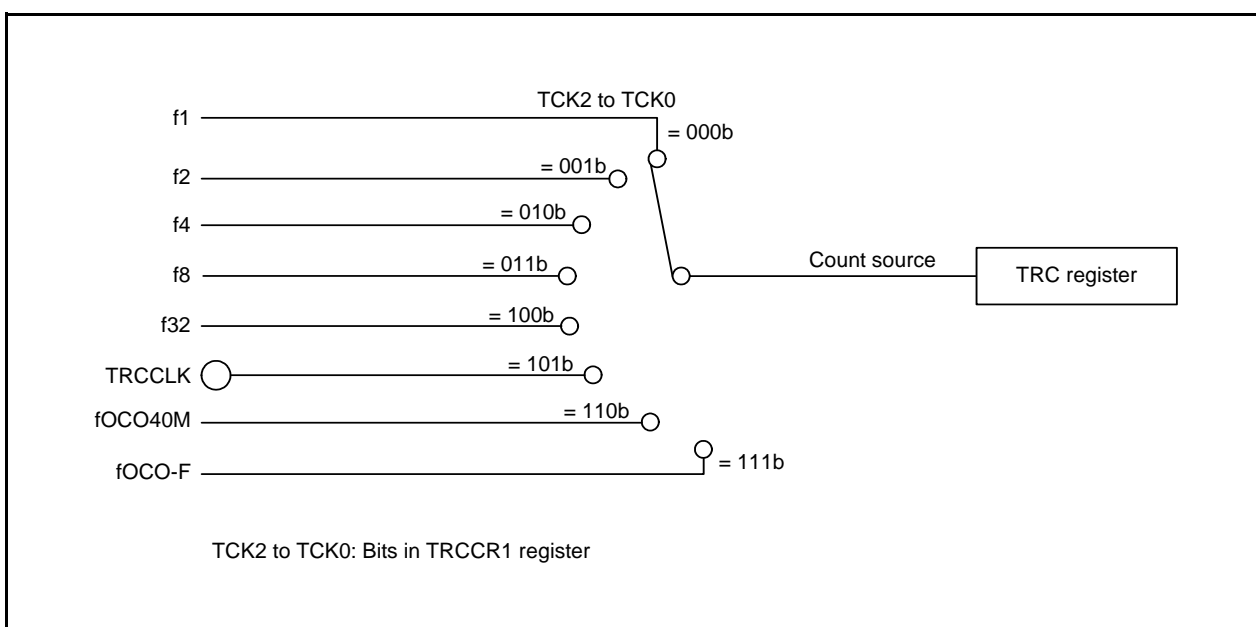 TCK2 to TCK0
f1
= 000b
f2
= 001b
f4
= 010b
f8
= 011b
Count source
TRC register
f32
= 100b
TRCCLK
= 101b
fOCO40M
= 110b
fOCO-F
= 111b
TCK2 to TCK0: Bits in TRCCR1 register